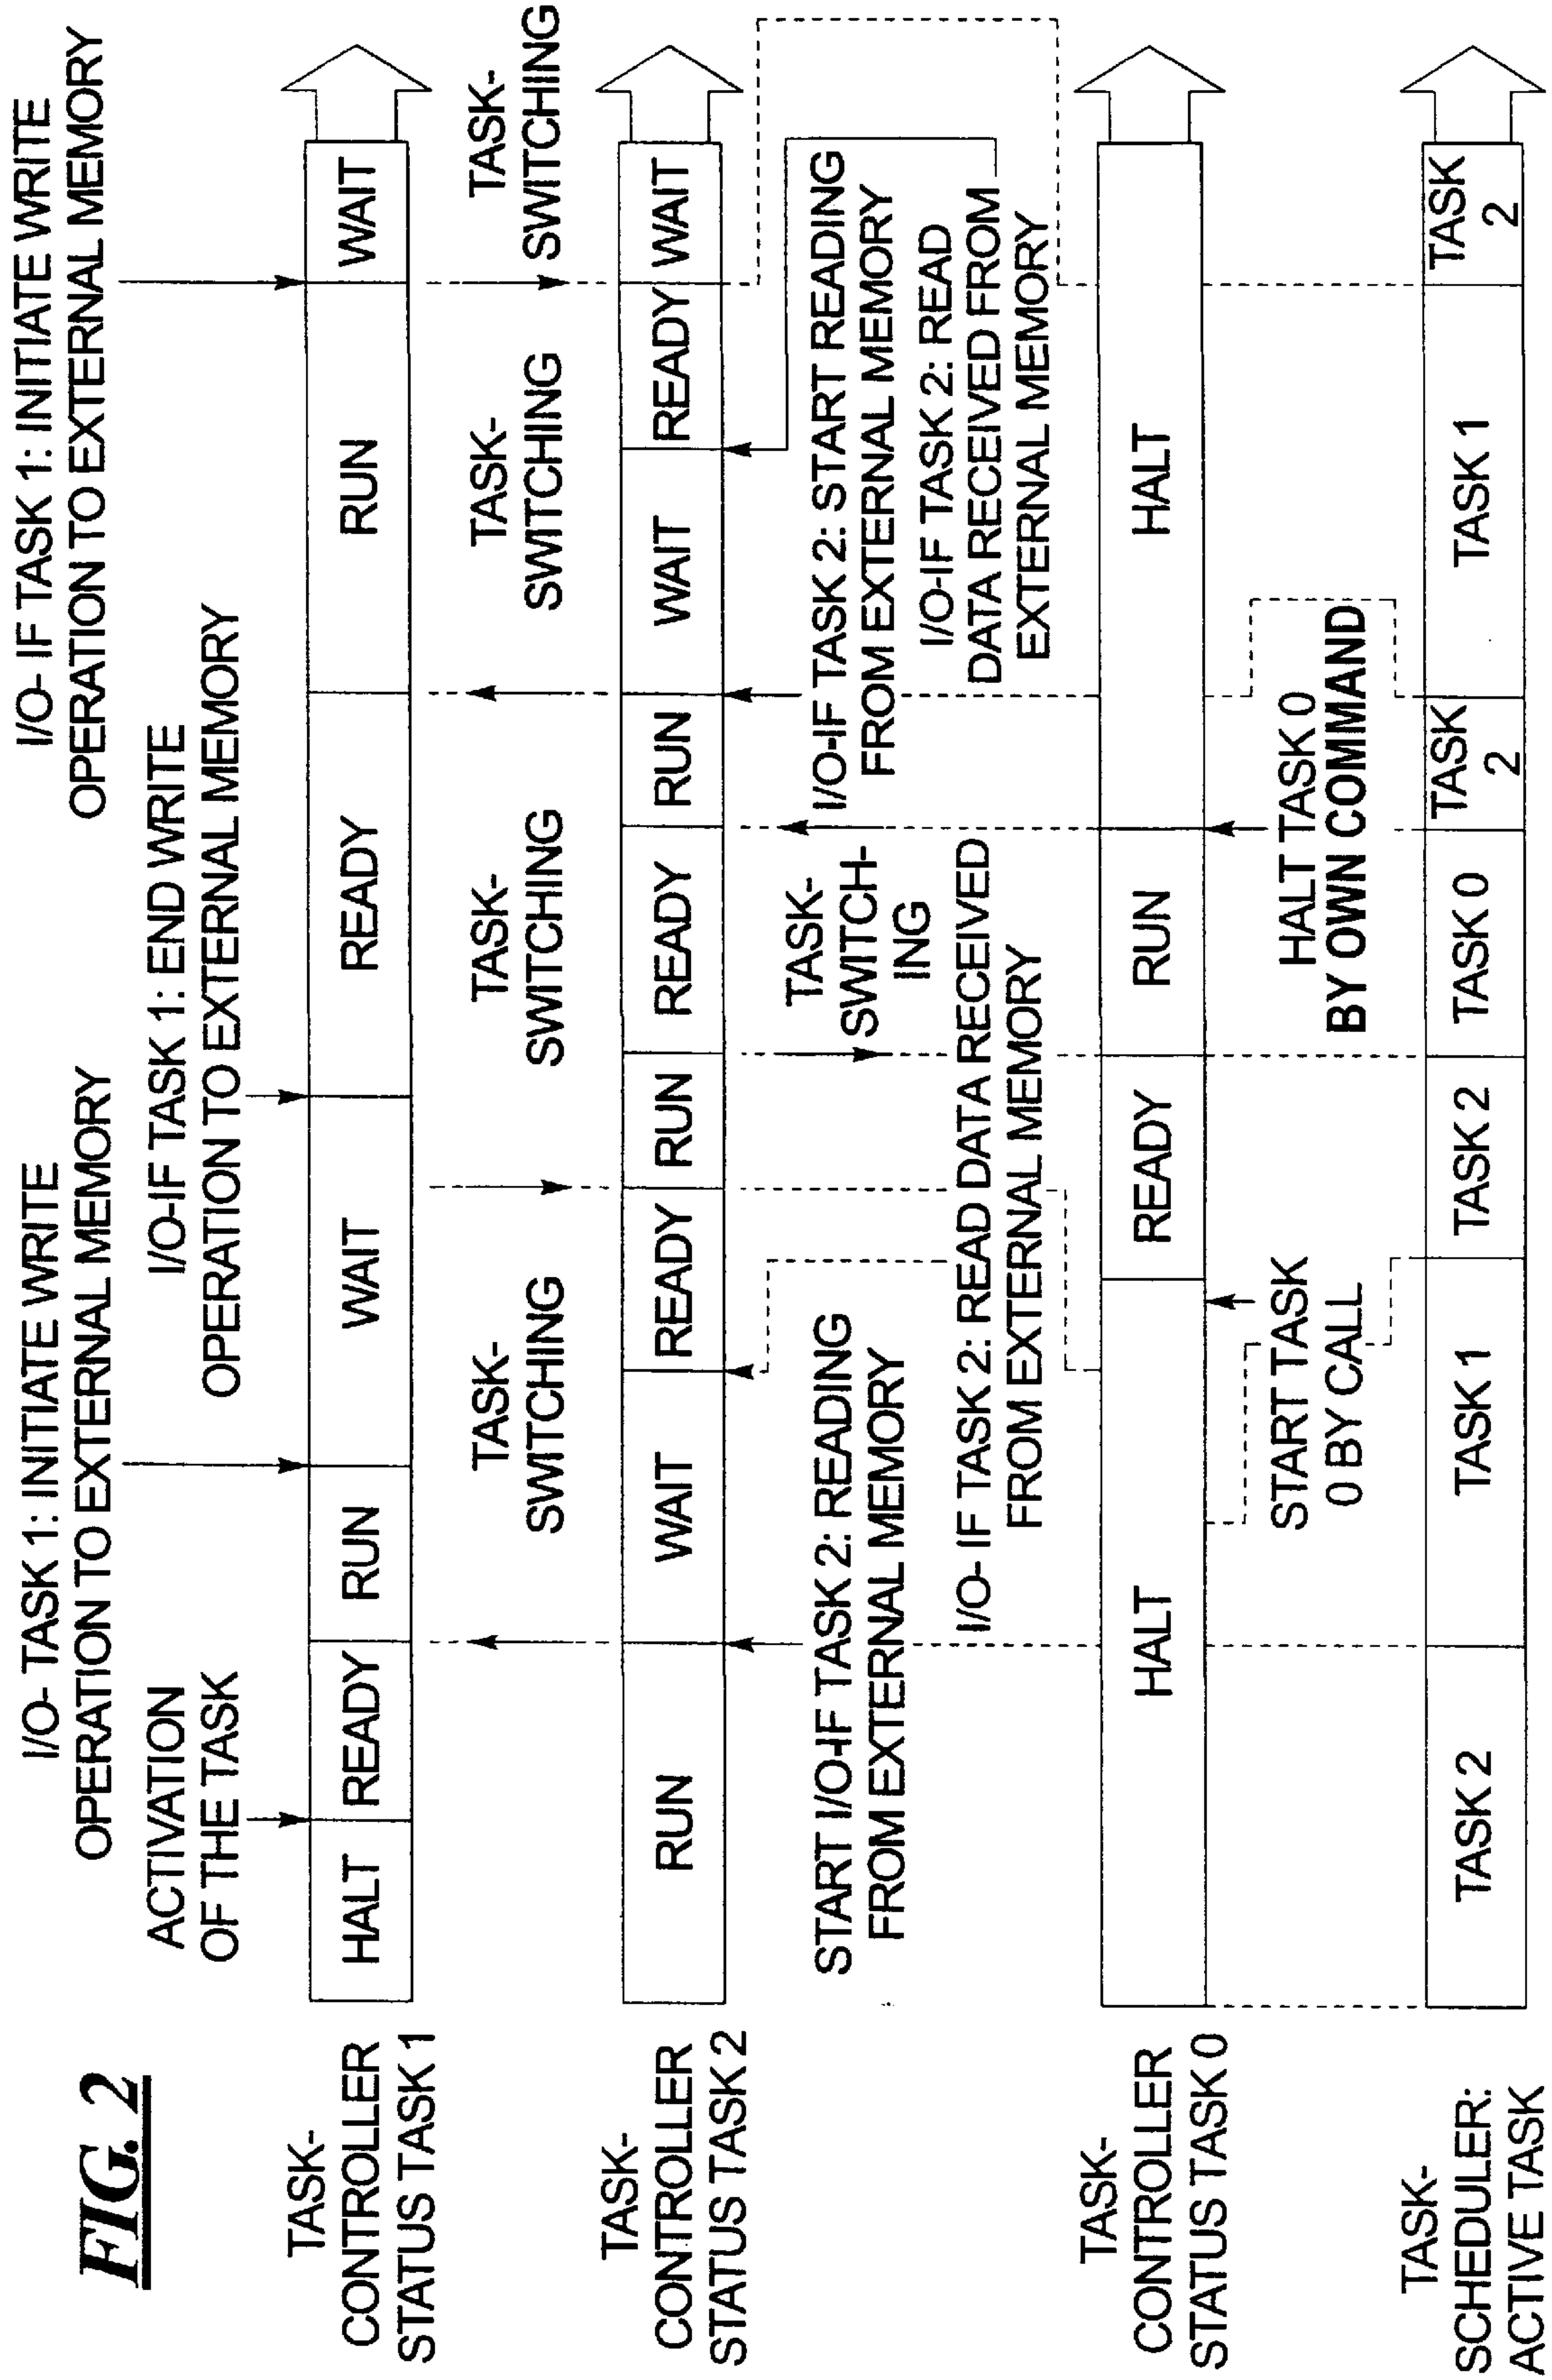 FIG. 2
I/O- TASK 1: INITIATE WRITE
OPERATION TO EXTERNAL MEMORY
I/O- IF TASK 1: INITIATE WRITE
OPERATION TO EXTERNAL MEMORY
ACTIVATION
OF THE TASK
I/O-IF TASK 1: END WRITE
OPERATION TO EXTERNAL MEMORY
TASK-
CONTROLLER
STATUS TASK 1
HALT
READY
RUN
WAIT
READY
RUN
WAIT
TASK-
SWITCHING
TASK-
SWITCHING
TASK-
SWITCHING
TASK-
SWITCHING
TASK-
CONTROLLER
STATUS TASK 2
RUN
WAIT
READY
RUN
READY
RUN
WAIT
READY
WAIT
START I/O-IF TASK 2: READING
FROM EXTERNAL MEMORY
TASK-
SWITCH-
ING
I/O-IF TASK 2: START READING
FROM EXTERNAL MEMORY
I/O- IF TASK 2: READ DATA RECEIVED
FROM EXTERNAL MEMORY
I/O-IF TASK 2: READ
DATA RECEIVED FROM
EXTERNAL MEMORY
TASK-
CONTROLLER
STATUS TASK 0
HALT
READY
RUN
HALT
START TASK
0 BY CALL
HALT TASK 0
BY OWN COMMAND
TASK-
SCHEDULER:
ACTIVE TASK
TASK 2
TASK 1
TASK 2
TASK 0
TASK
2
TASK 1
TASK
2